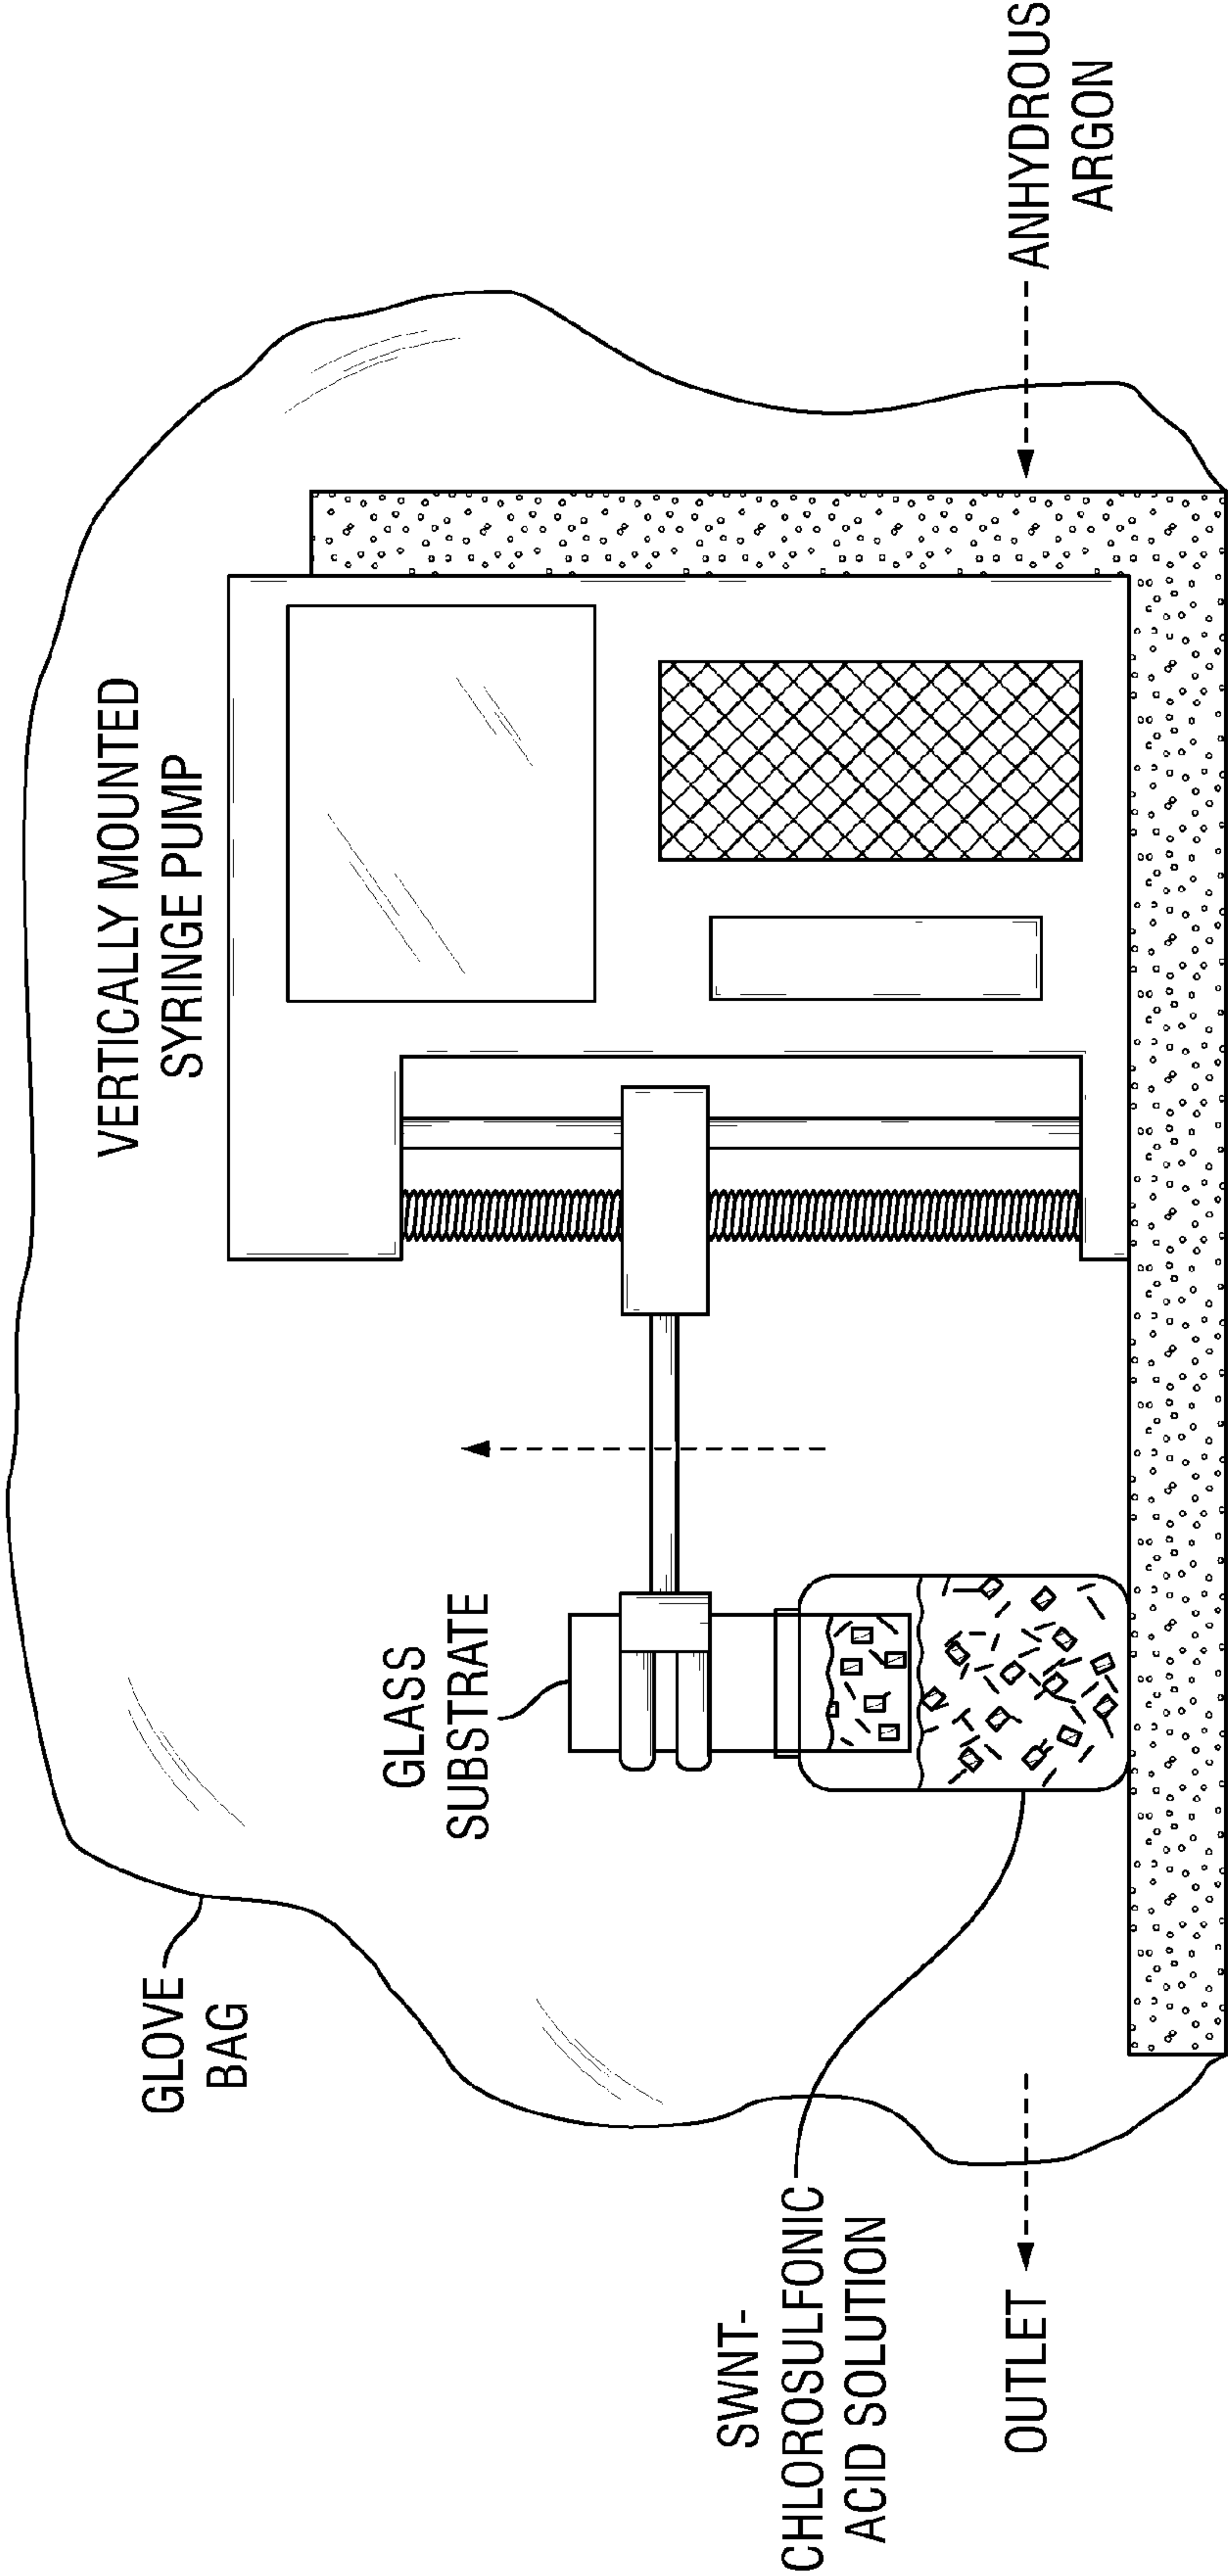 GLOVE
BAG
VERTICALLY MOUNTED
SYRINGE PUMP
GLASS
SUBSTRATE
SWNT-
CHLOROSULFONIC
ACID SOLUTION
OUTLET
ANHYDROUS
ARGON